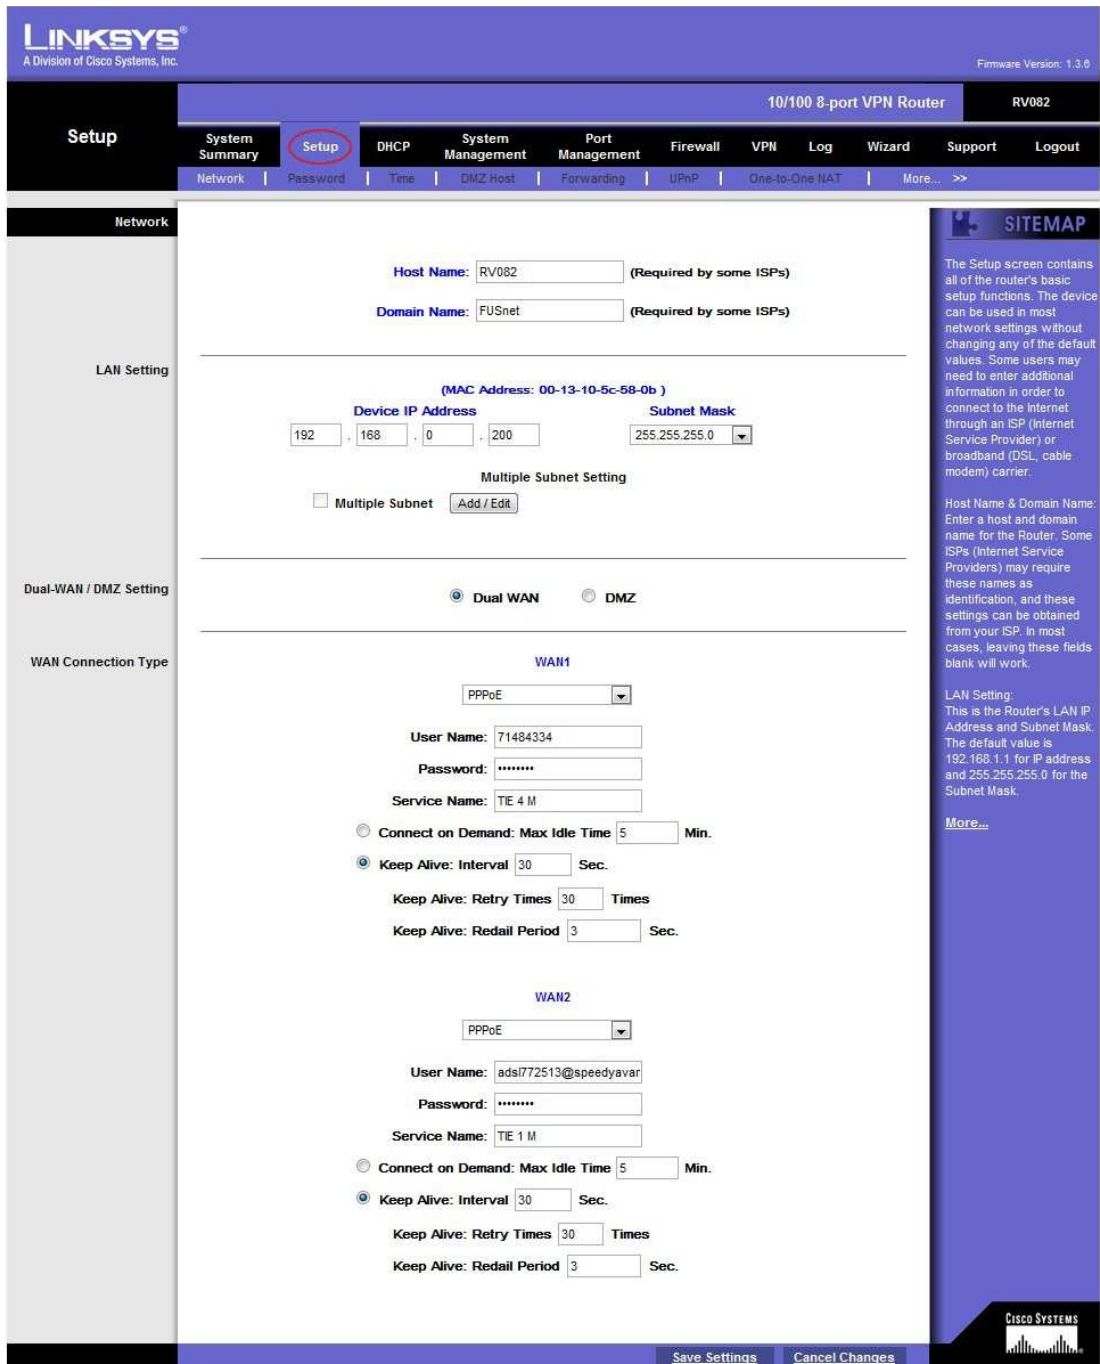 LINKSYS®
A Division of Cisco Systems, Inc.
Firmware Version: 1.3.6
10/100 8-port VPN Router
RV082
Setup
System Summary
Setup
DHCP
System Management
Port Management
Firewall
VPN
Log
Wizard
Support
Logout
Network | Password | Time | DMZ Host | Forwarding | UPnP | One-to-One NAT | More... >>
Network
Host Name: RV082 (Required by some ISPs)
Domain Name: FUSnet (Required by some ISPs)
LAN Setting
(MAC Address: 00-13-10-5c-58-0b )
Device IP Address
Subnet Mask
192 . 168 . 0 . 200
255.255.255.0
Multiple Subnet Setting
Multiple Subnet Add / Edit
Dual-WAN / DMZ Setting
Dual WAN DMZ
WAN Connection Type
WAN1
PPPoE
User Name: 71484334
Password: ••••••••
Service Name: TIE 4 M
Connect on Demand: Max Idle Time 5 Min.
Keep Alive: Interval 30 Sec.
Keep Alive: Retry Times 30 Times
Keep Alive: Redail Period 3 Sec.
WAN2
PPPoE
User Name: adsl772513@speedyavar
Password: ••••••••
Service Name: TIE 1 M
Connect on Demand: Max Idle Time 5 Min.
Keep Alive: Interval 30 Sec.
Keep Alive: Retry Times 30 Times
Keep Alive: Redail Period 3 Sec.
Save Settings
Cancel Changes
SITEMAP
The Setup screen contains
all of the router's basic
setup functions. The device
can be used in most
network settings without
changing any of the default
values. Some users may
need to enter additional
information in order to
connect to the Internet
through an ISP (Internet
Service Provider) or
broadband (DSL, cable
modem) carrier.
Host Name & Domain Name:
Enter a host and domain
name for the Router. Some
ISPs (Internet Service
Providers) may require
these names as
identification, and these
settings can be obtained
from your ISP. In most
cases, leaving these fields
blank will work.
LAN Setting:
This is the Router's LAN IP
Address and Subnet Mask.
The default value is
192.168.1.1 for IP address
and 255.255.255.0 for the
Subnet Mask.
More...
CISCO SYSTEMS